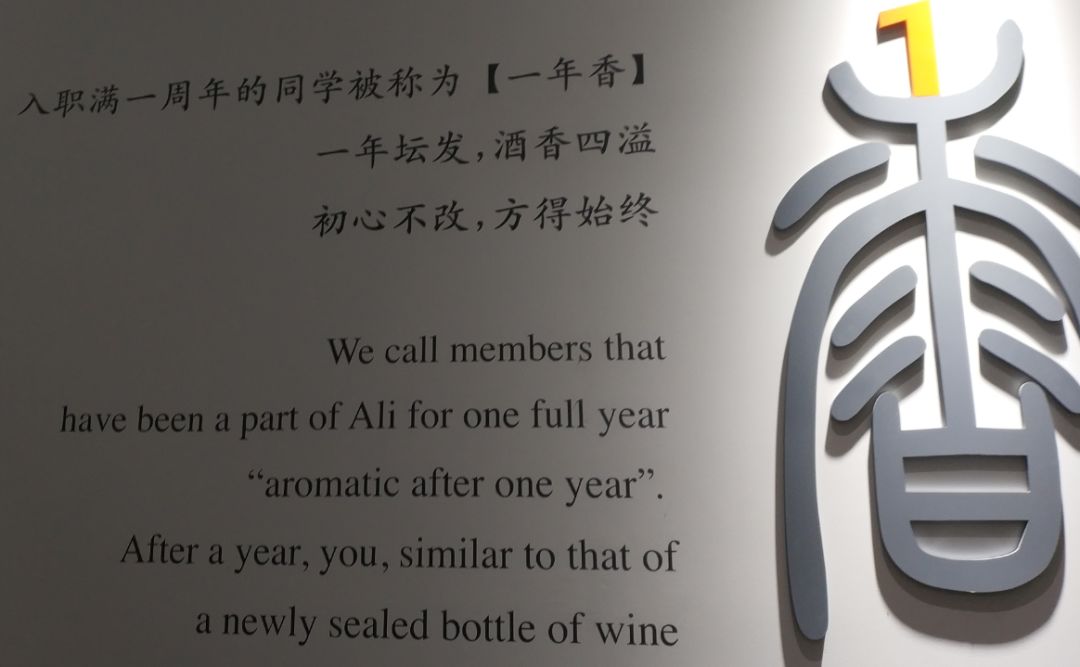 入职满一周年的同学被称为【一年香】
一年坛发,酒香四溢
初心不改,方得始终
We call members that
have been a part of Ali for one full year
“aromatic after one year”.
After a year, you, similar to that of
a newly sealed bottle of wine
1
香